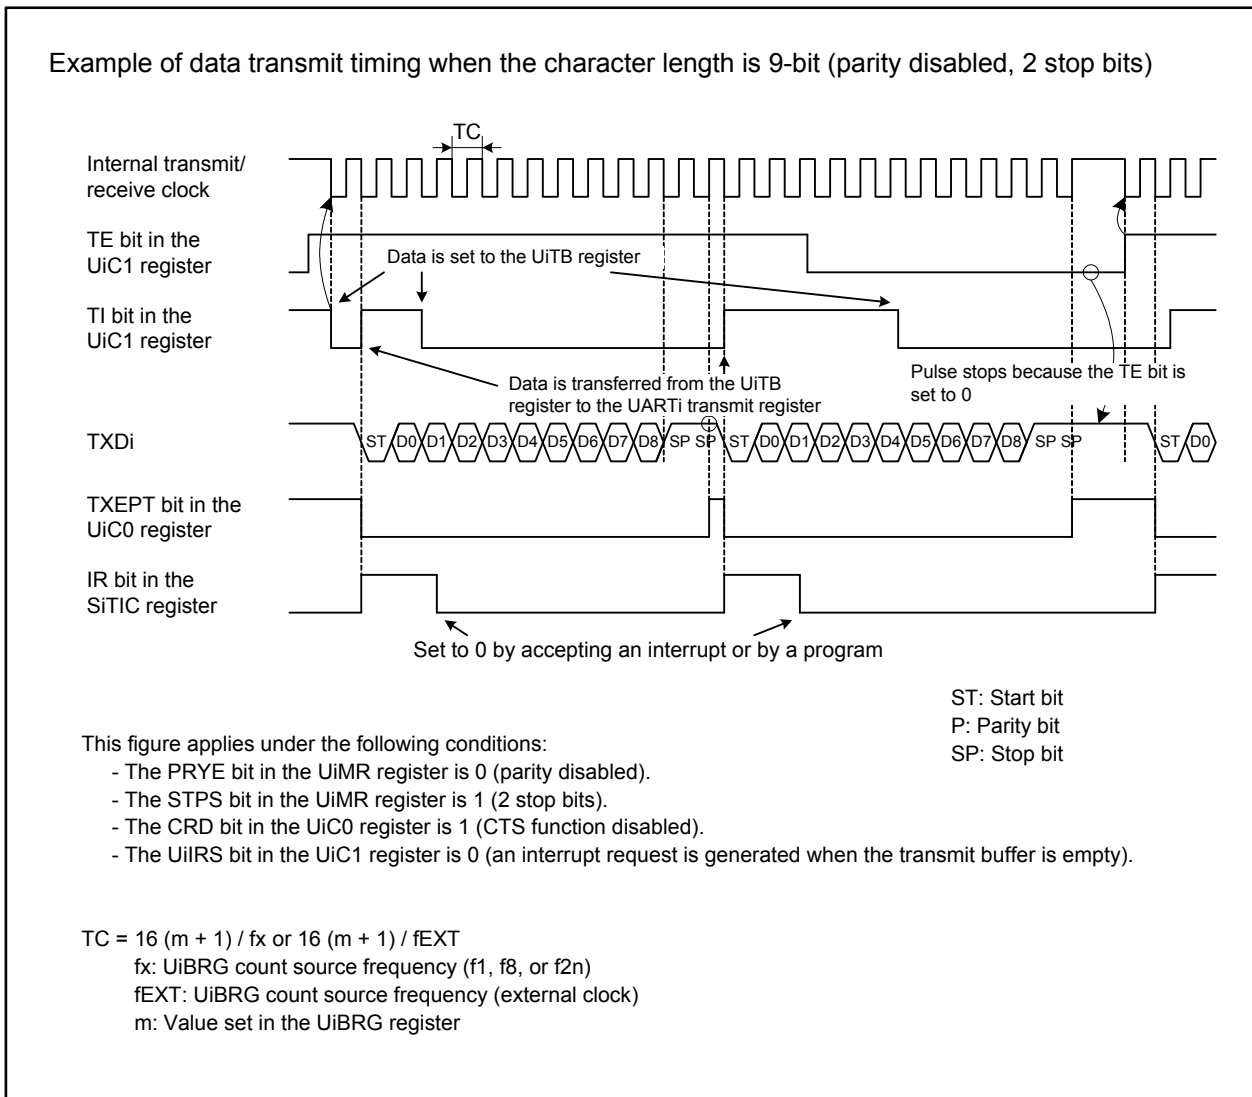 Example of data transmit timing when the character length is 9-bit (parity disabled, 2 stop bits)
TC
Internal transmit/
receive clock
TE bit in the
UiC1 register
Data is set to the UiTB register
TI bit in the
UiC1 register
Pulse stops because the TE bit is
set to 0
Data is transferred from the UiTB
register to the UARTi transmit register
TXDi
ST D0 D1 D2 D3 D4 D5 D6 D7 D8 SP SP ST D0 D1 D2 D3 D4 D5 D6 D7 D8 SP SP ST D0
TXEPT bit in the
UiC0 register
IR bit in the
SiTIC register
Set to 0 by accepting an interrupt or by a program
ST: Start bit
P: Parity bit
SP: Stop bit
This figure applies under the following conditions:
- The PRYE bit in the UiMR register is 0 (parity disabled).
- The STPS bit in the UiMR register is 1 (2 stop bits).
- The CRD bit in the UiC0 register is 1 (CTS function disabled).
- The UiIRS bit in the UiC1 register is 0 (an interrupt request is generated when the transmit buffer is empty).
TC = 16 (m + 1) / fx or 16 (m + 1) / fEXT
fx: UiBRG count source frequency (f1, f8, or f2n)
fEXT: UiBRG count source frequency (external clock)
m: Value set in the UiBRG register